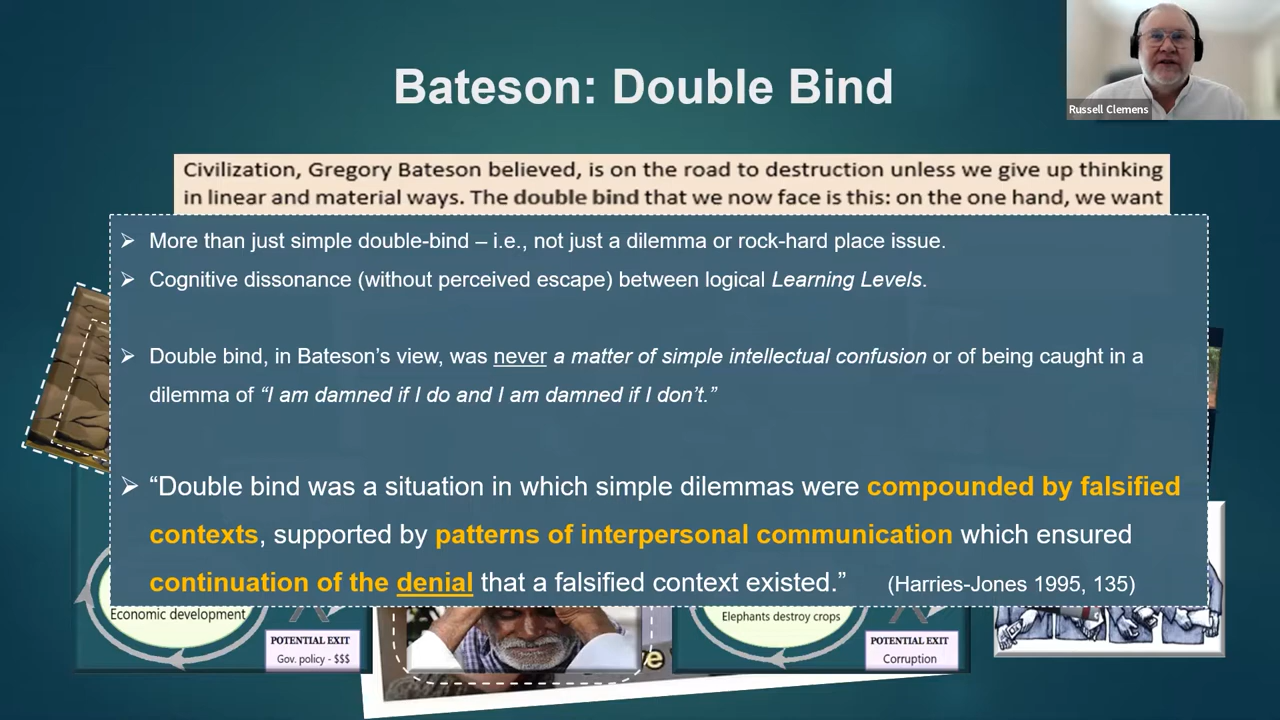 Bateson: Double Bind
Russell Clemens
Civilization, Gregory Bateson believed, is on the road to destruction unless we give up thinking
in linear and material ways. The double bind that we now face is this: on the one hand, we want
More than just simple double-bind – i.e., not just a dilemma or rock-hard place issue.
Cognitive dissonance (without perceived escape) between logical Learning Levels.
Double bind, in Bateson’s view, was never a matter of simple intellectual confusion or of being caught in a
dilemma of “I am damned if I do and I am damned if I don’t.”
“Double bind was a situation in which simple dilemmas were compounded by falsified
contexts, supported by patterns of interpersonal communication which ensured
continuation of the denial that a falsified context existed.” (Harries-Jones 1995, 135)
Economic development
POTENTIAL EXIT
Gov. policy - $$$
Elephants destroy crops
POTENTIAL EXIT
Corruption